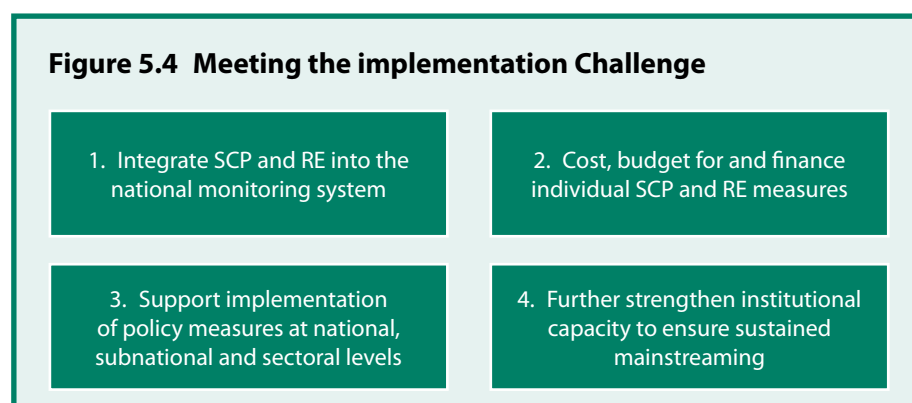 Figure 5.4 Meeting the implementation Challenge
1. Integrate SCP and RE into the
national monitoring system
2. Cost, budget for and finance
individual SCP and RE measures
3. Support implementation
of policy measures at national,
subnational and sectoral levels
4. Further strengthen institutional
capacity to ensure sustained
mainstreaming